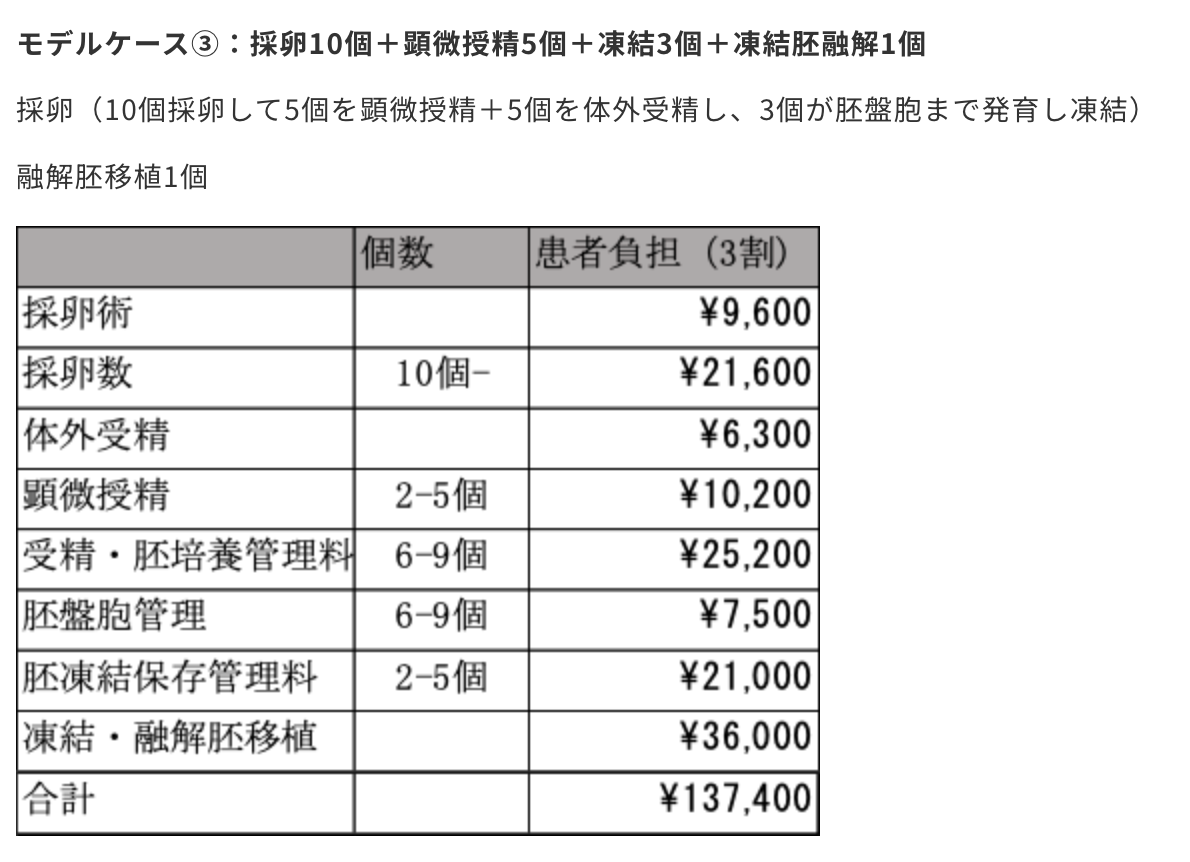 モデルケース③：採卵10個＋顕微授精5個＋凍結3個＋凍結胚融解1個
採卵（10個採卵して5個を顕微授精＋5個を体外受精し、3個が胚盤胞まで発育し凍結）
融解胚移植1個
個数 患者負担（3割）
採卵術 ¥9,600
採卵数 10個− ¥21,600
体外受精 ¥6,300
顕微授精 2−5個 ¥10,200
受精・胚培養管理料 6−9個 ¥25,200
胚盤胞管理 6−9個 ¥7,500
胚凍結保存管理料 2−5個 ¥21,000
凍結・融解胚移植 ¥36,000
合計 ¥137,400